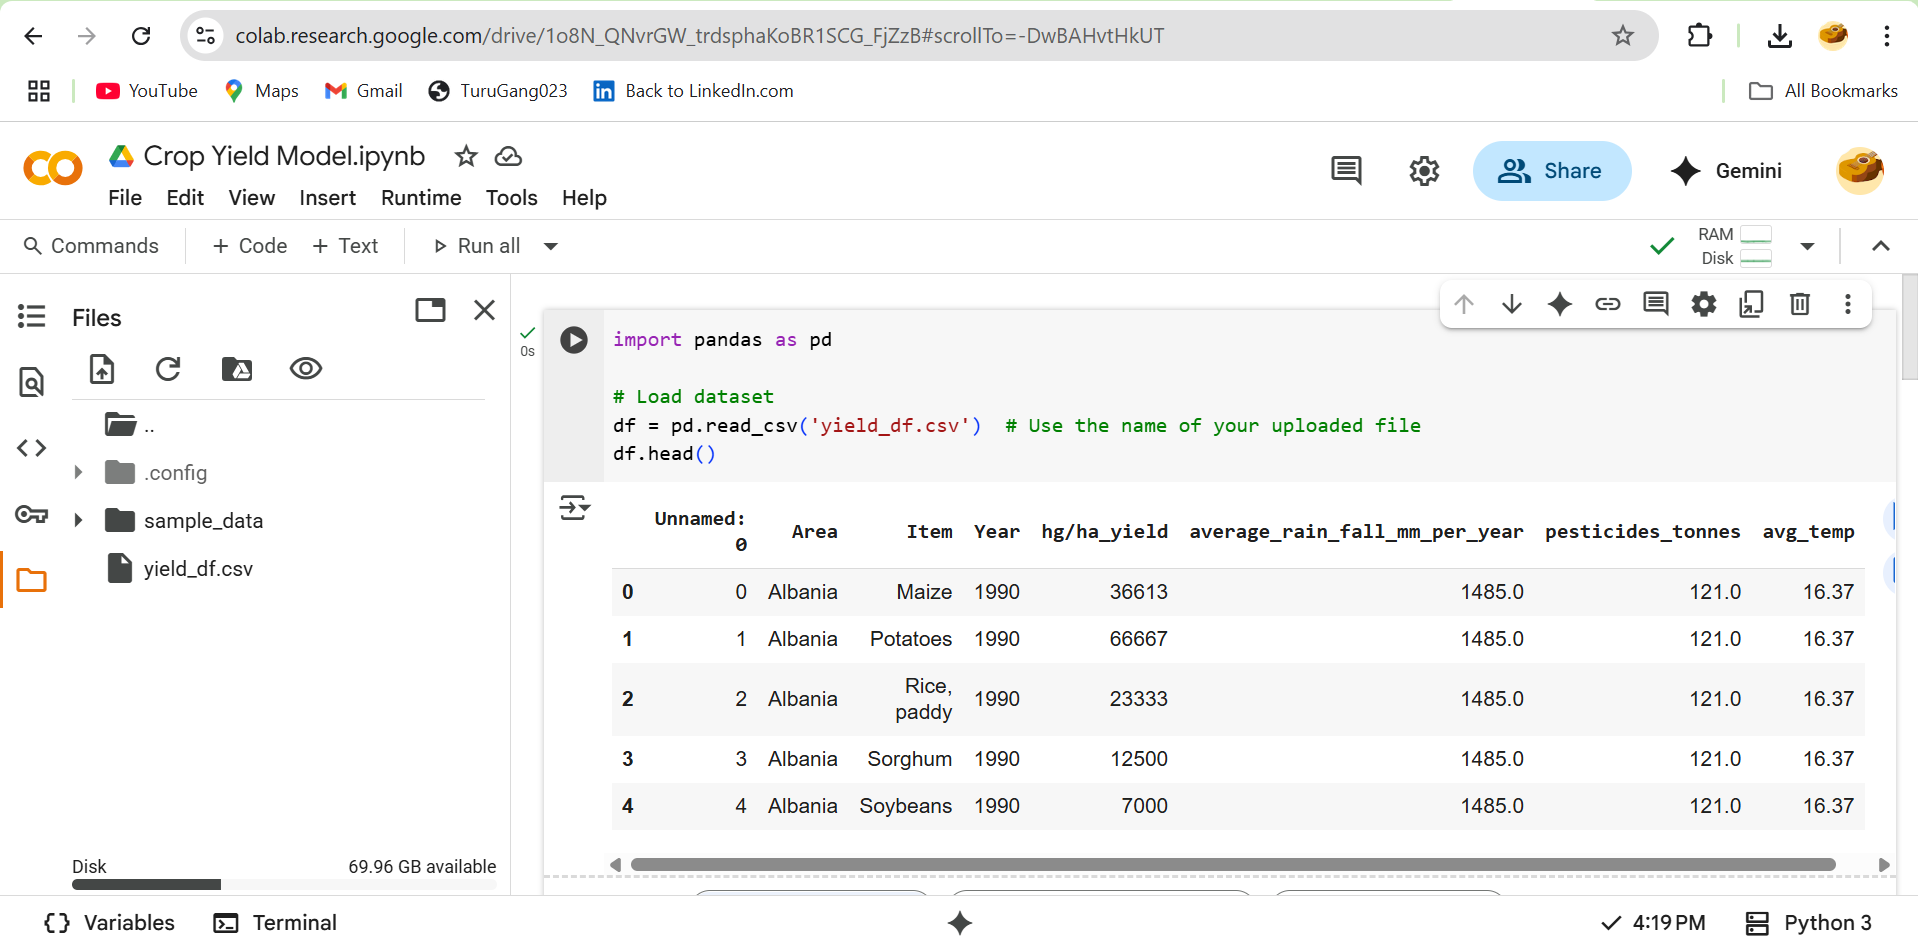 colab.research.google.com/drive/1o8N_QNvrGW_trdsphaKoBR1SCG_FjZzB#scrollTo=-DwBAHvtHkUT
YouTube Maps Gmail TuruGang023 Back to LinkedIn.com All Bookmarks
Crop Yield Model.ipynb
File Edit View Insert Runtime Tools Help
Share Gemini
Commands + Code + Text Run all
RAM
Disk
Files
..
.config
sample_data
yield_df.csv
Disk 69.96 GB available
0s
import pandas as pd
# Load dataset
df = pd.read_csv('yield_df.csv')  # Use the name of your uploaded file
df.head()
Unnamed: 0 Area Item Year hg/ha_yield average_rain_fall_mm_per_year pesticides_tonnes avg_temp
0 0 Albania Maize 1990 36613 1485.0 121.0 16.37
1 1 Albania Potatoes 1990 66667 1485.0 121.0 16.37
2 2 Albania Rice, paddy 1990 23333 1485.0 121.0 16.37
3 3 Albania Sorghum 1990 12500 1485.0 121.0 16.37
4 4 Albania Soybeans 1990 7000 1485.0 121.0 16.37
Variables Terminal 4:19 PM Python 3